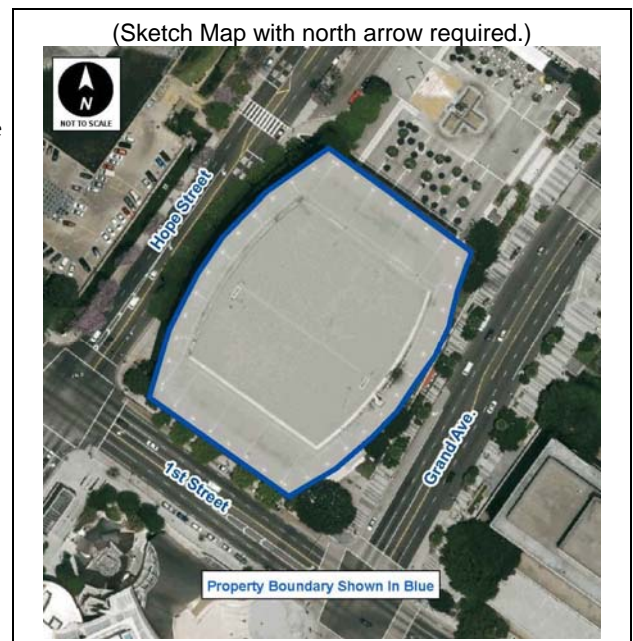 (Sketch Map with north arrow required.)
N
NOT TO SCALE
e
Hope Street
Grand Ave.
1st Street
Property Boundary Shown In Blue